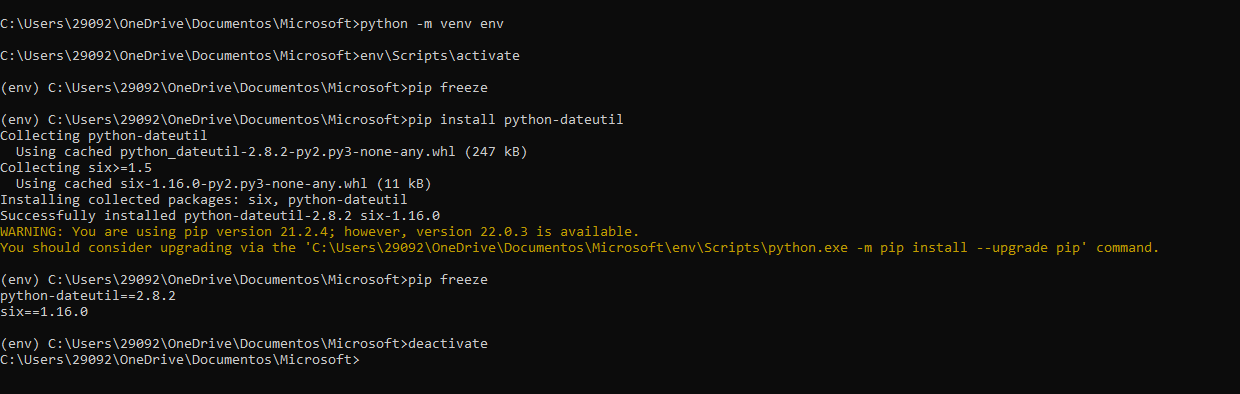 C:\Users\29092\OneDrive\Documentos\Microsoft>python -m venv env
C:\Users\29092\OneDrive\Documentos\Microsoft>env\Scripts\activate
(env) C:\Users\29092\OneDrive\Documentos\Microsoft>pip freeze
(env) C:\Users\29092\OneDrive\Documentos\Microsoft>pip install python-dateutil
Collecting python-dateutil
  Using cached python_dateutil-2.8.2-py2.py3-none-any.whl (247 kB)
Collecting six>=1.5
  Using cached six-1.16.0-py2.py3-none-any.whl (11 kB)
Installing collected packages: six, python-dateutil
Successfully installed python-dateutil-2.8.2 six-1.16.0
WARNING: You are using pip version 21.2.4; however, version 22.0.3 is available.
You should consider upgrading via the 'C:\Users\29092\OneDrive\Documentos\Microsoft\env\Scripts\python.exe -m pip install --upgrade pip' command.
(env) C:\Users\29092\OneDrive\Documentos\Microsoft>pip freeze
python-dateutil==2.8.2
six==1.16.0
(env) C:\Users\29092\OneDrive\Documentos\Microsoft>deactivate
C:\Users\29092\OneDrive\Documentos\Microsoft>